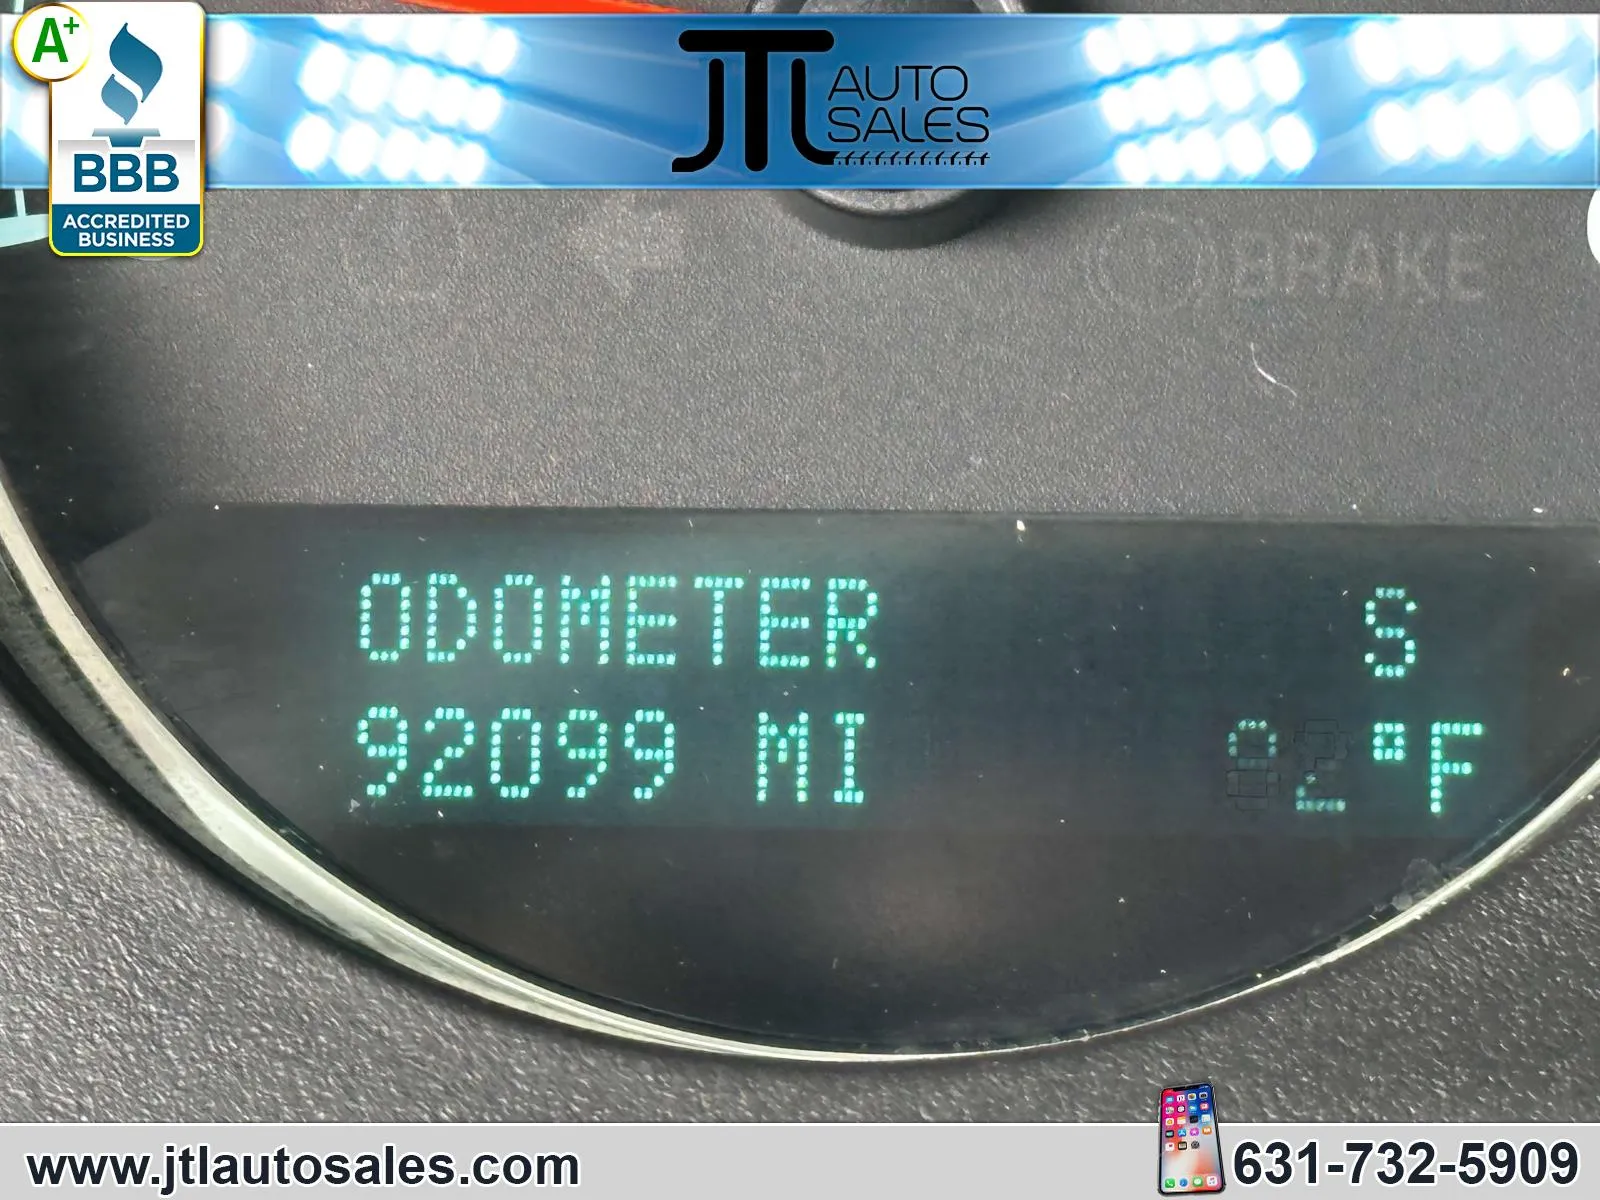 A+
BBB
ACCREDITED
BUSINESS
JTL AUTO
SALES
BRAKE
ODOMETER S
92099 MI °F
www.jtlautosales.com
631-732-5909